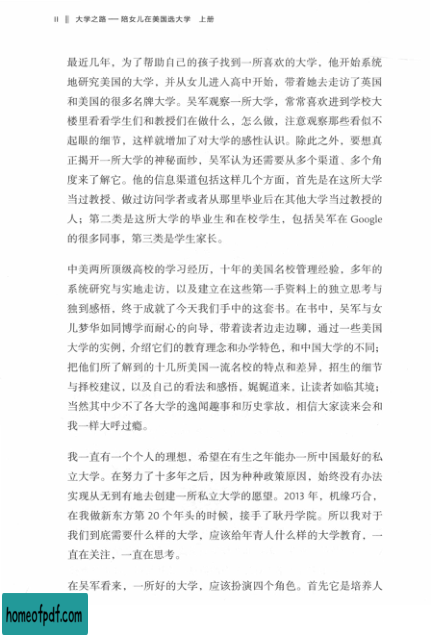 II ‖ 大学之路——陪女儿在美国选大学 上册
最近几年，为了帮助自己的孩子找到一所喜欢的大学，他开始系统
地研究美国的大学，并从女儿进入高中开始，带着她去走访了英国
和美国的很多名牌大学。吴军观察一所大学，常常喜欢进到学校大
楼里看看学生们和教授们在做什么，怎么做，注意观察那些看似不
起眼的细节，这样就增加了对大学的感性认识。除此之外，要想真
正揭开一所大学的神秘面纱，吴军认为还需要从多个渠道、多个角
度来了解它。他的信息渠道包括这样几个方面，首先是在这所大学
当过教授、做过访问学者或者从那里毕业后在其他大学当过教授的
人；第二类是这所大学的毕业生和在校学生，包括吴军在 Google
的很多同事，第三类是学生家长。
中美两所顶级高校的学习经历，十年的美国名校管理经验，多年的
系统研究与实地走访，以及建立在这些第一手资料上的独立思考与
独到感悟，终于成就了今天我们手中的这套书。在书中，吴军与女
儿梦华如同博学而耐心的向导，带着读者边走边聊，通过一些美国
大学的实例，介绍它们的教育理念和办学特色，和中国大学的不同；
把他们所了解到的十几所美国一流名校的特点和差异，招生的细节
与择校建议，以及自己的看法和感悟，娓娓道来，让读者如临其境；
当然其中少不了各大学的逸闻趣事和历史掌故，相信大家读来会和
我一样大呼过瘾。
我一直有一个个人的理想，希望在有生之年能办一所中国最好的私
立大学。在努力了十多年之后，因为种种政策原因，始终没有办法
实现从无到有地去创建一所私立大学的愿望。2013 年，机缘巧合，
在我做新东方第 20 个年头的时候，接手了耿丹学院。所以我对于
我们到底需要什么样的大学，应该给年青人什么样的大学教育，一
直在关注，一直在思考。
在吴军看来，一所好的大学，应该扮演四个角色。首先它是培养人
homeofpdf.com